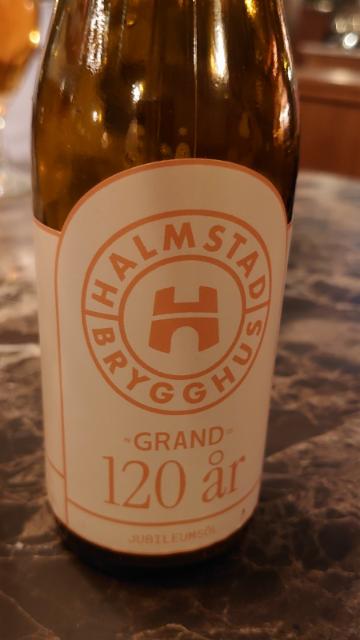 HALMSTAD
BRYGGHUS
-GRAND-
120 år
JUBILEUMSÖL